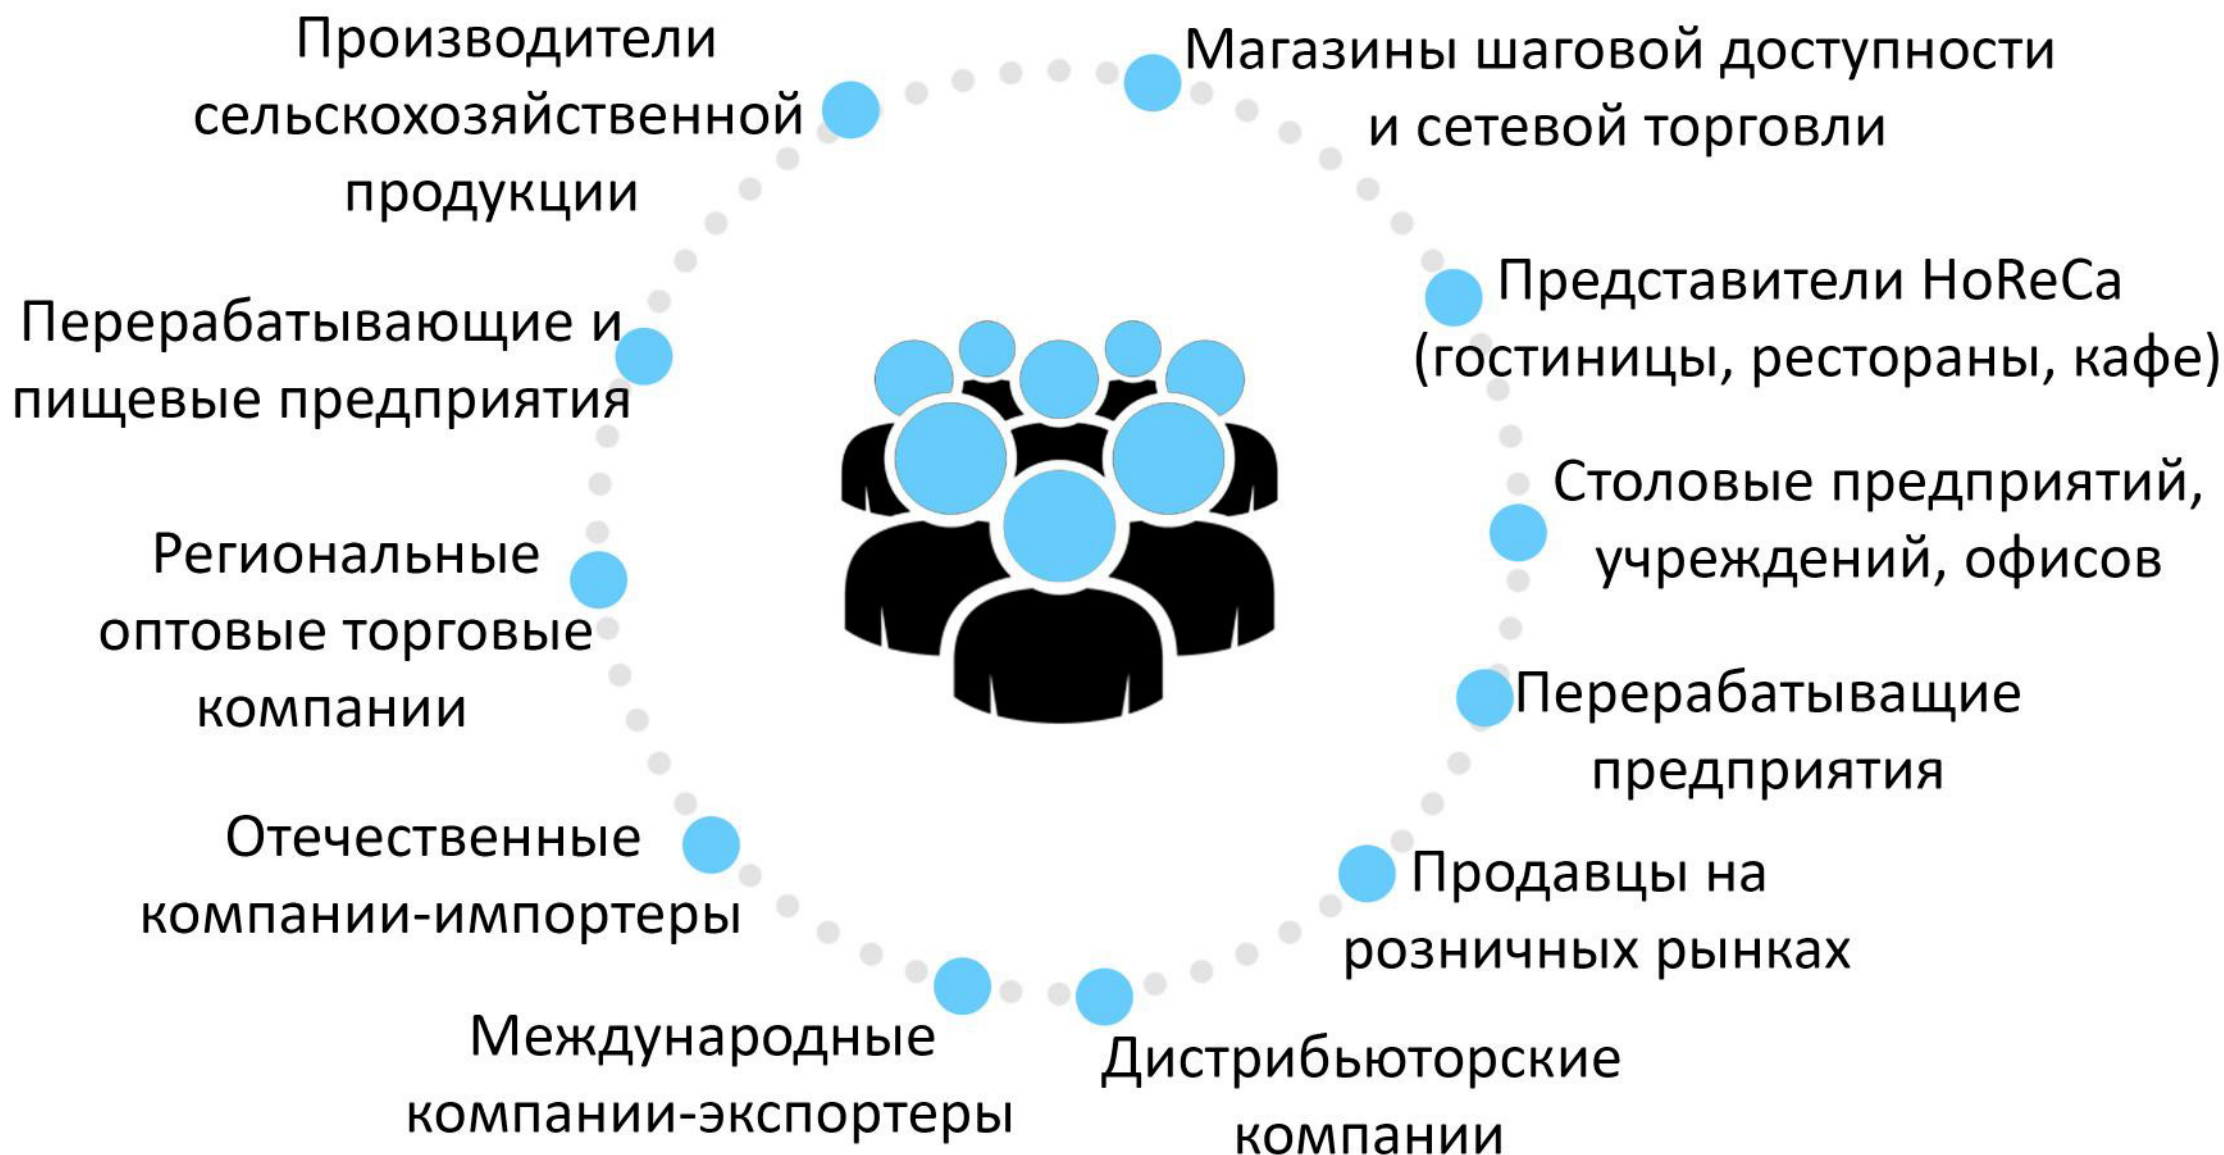 Производители
сельскохозяйственной
продукции
Перерабатывающие и
пищевые предприятия
Региональные
оптовые торговые
компании
Отечественные
компании-импортеры
Международные
компании-экспортеры
Магазины шаговой доступности
и сетевой торговли
Представители HoReCa
(гостиницы, рестораны, кафе)
Столовые предприятий,
учреждений, офисов
Перерабатыващие
предприятия
Продавцы на
розничных рынках
Дистрибьюторские
компании